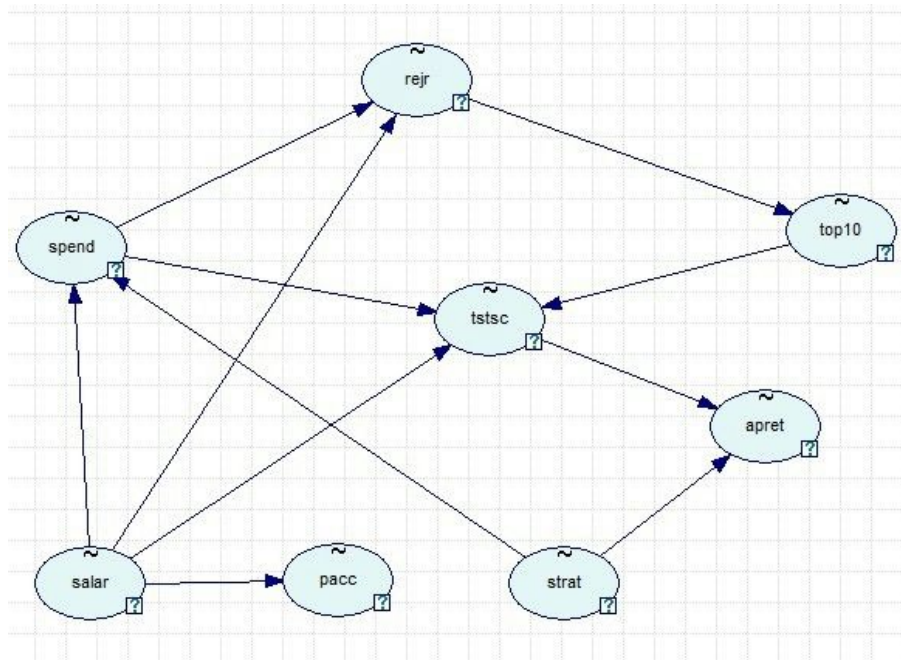 ~
rejr
?
~
top10
?
~
spend
?
~
tstsc
?
~
apret
?
~
salar
?
~
pacc
?
~
strat
?